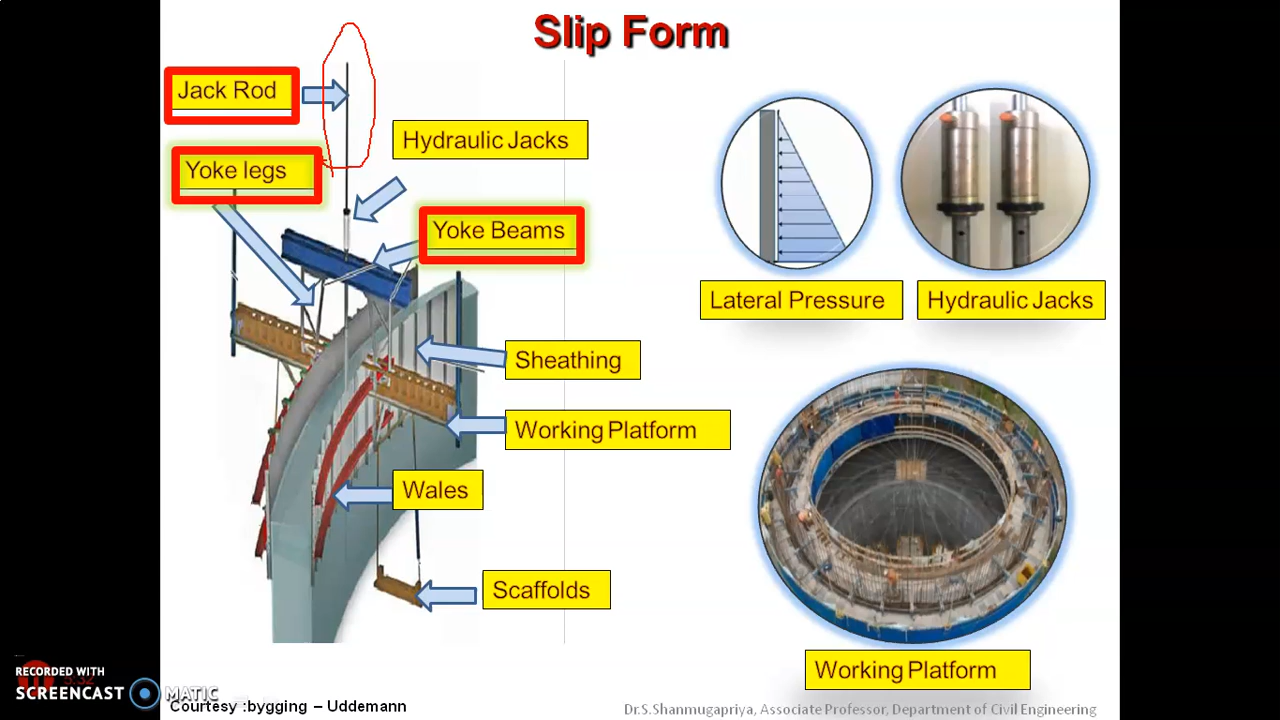 Slip Form
Jack Rod
Hydraulic Jacks
Yoke legs
Yoke Beams
Lateral Pressure
Hydraulic Jacks
Sheathing
Working Platform
Wales
Scaffolds
Working Platform
RECORDED WITH
SCREENCAST MATIC
Courtesy :bygging – Uddemann
Dr.S.Shanmugapriya, Associate Professor, Department of Civil Engineering